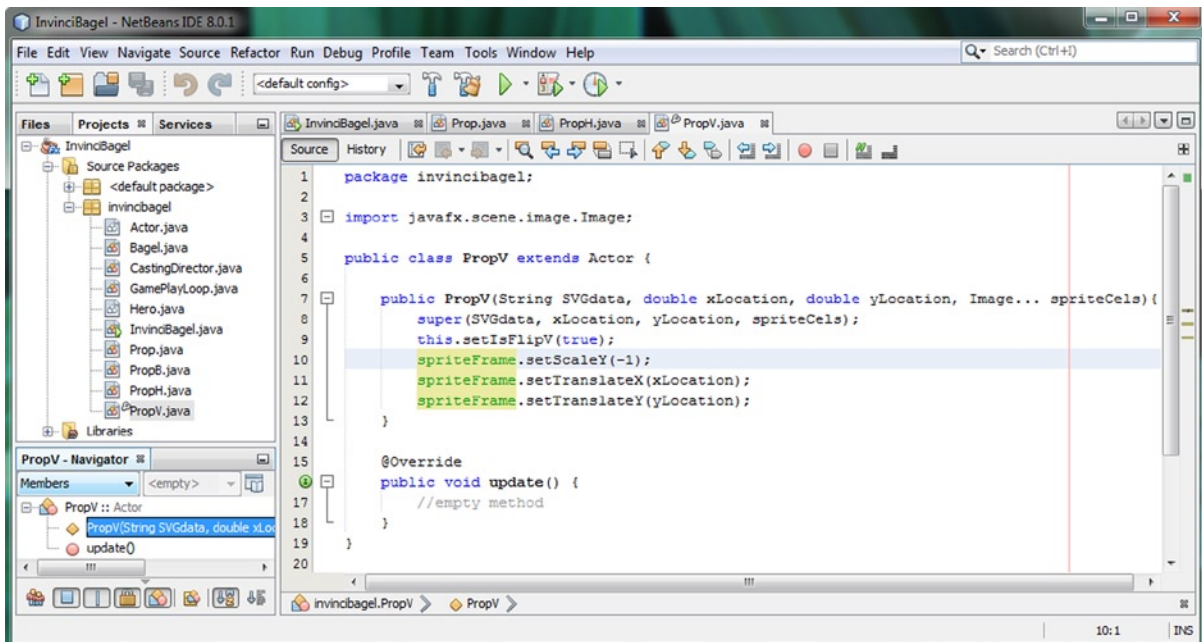 InvinciBagel - NetBeans IDE 8.0.1
File Edit View Navigate Source Refactor Run Debug Profile Team Tools Window Help
Search (Ctrl+I)
<default config>
Files Projects Services
InvinciBagel
Source Packages
<default package>
invincibagel
Actor.java
Bagel.java
CastingDirector.java
GamePlayLoop.java
Hero.java
InvinciBagel.java
Prop.java
PropB.java
PropH.java
PropV.java
Libraries
PropV - Navigator
Members <empty>
PropV :: Actor
PropV(String SVGdata, double xLoc
update()
InvinciBagel.java Prop.java PropH.java PropV.java
Source History
1 package invincibagel;
2
3 import javafx.scene.image.Image;
4
5 public class PropV extends Actor {
6
7 public PropV(String SVGdata, double xLocation, double yLocation, Image... spriteCels){
8 super(SVGdata, xLocation, yLocation, spriteCels);
9 this.setIsFlipV(true);
10 spriteFrame.setScaleY(-1);
11 spriteFrame.setTranslateX(xLocation);
12 spriteFrame.setTranslateY(yLocation);
13 }
14
15 @Override
public void update() {
17 //empty method
18 }
19 }
20
invincibagel.PropV PropV
10:1 INS